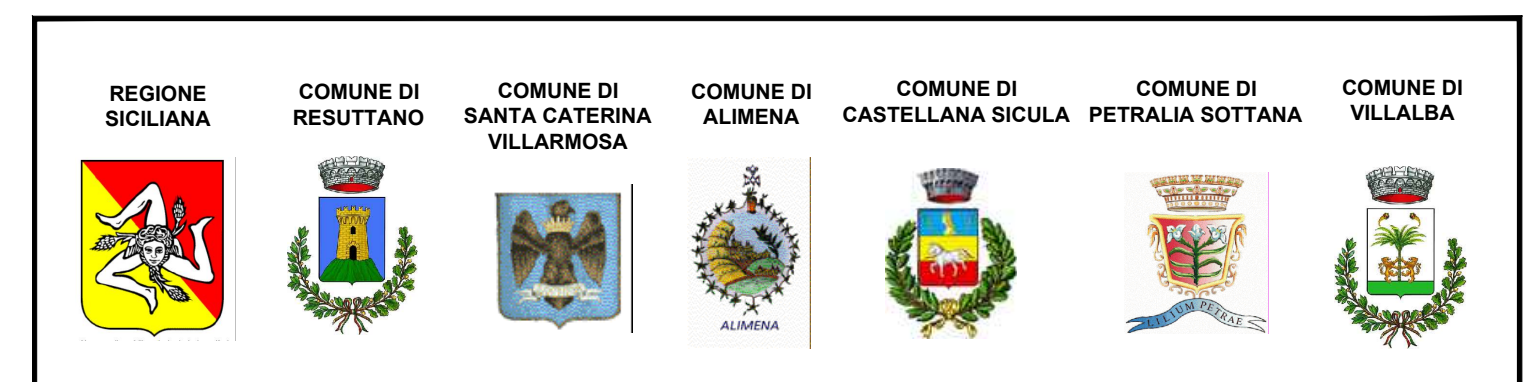 REGIONE
SICILIANA
COMUNE DI
RESUTTANO
COMUNE DI
SANTA CATERINA
VILLARMOSA
COMUNE DI
ALIMENA
COMUNE DI
CASTELLANA SICULA
COMUNE DI
PETRALIA SOTTANA
COMUNE DI
VILLALBA
ALIMENA
LILIUM PETRAE